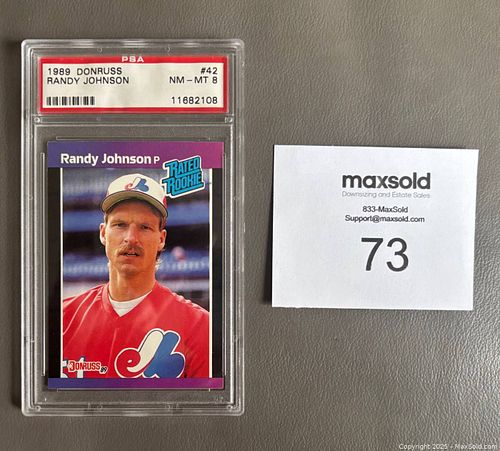 PSA
1989 DONRUSS #42
RANDY JOHNSON NM - MT 8
11682108
Randy Johnson P
RATED
ROOKIE
DONRUSS '89
maxsold
Downsizing and Estate Sales
833-MaxSold
Support@maxsold.com
73
Copyright 2025 - MaxSold.com